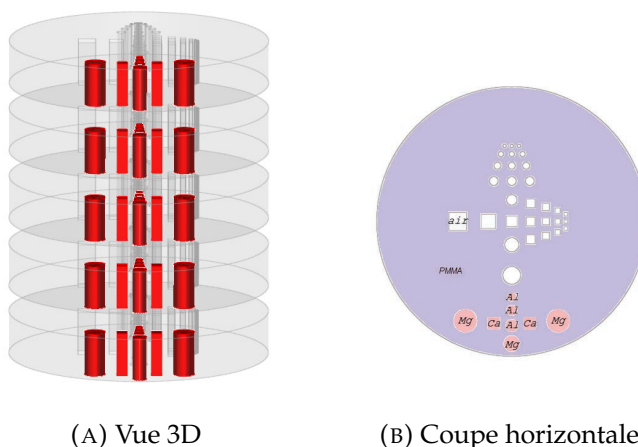 air
PMMA
Al
Al
Mg Ca Al Ca Mg
Mg
(A) Vue 3D (B) Coupe horizontale